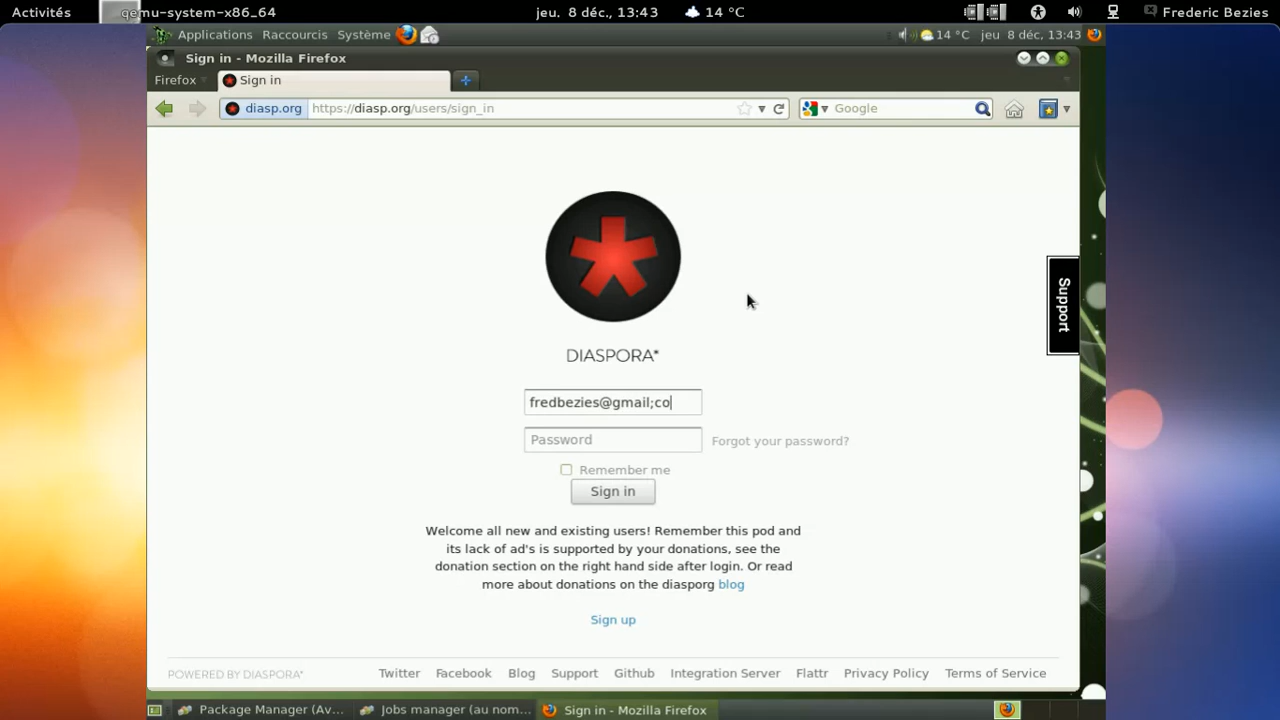 Activités qemu-system-x86_64 jeu. 8 déc., 13:43 14 °C Frederic Bezies
Applications Raccourcis Système 14 °C jeu 8 déc, 13:43
Sign in - Mozilla Firefox
Firefox Sign in
diasp.org https://diasp.org/users/sign_in Google
Support
DIASPORA*
fredbezies@gmail;co
Password Forgot your password?
Remember me
Sign in
Welcome all new and existing users! Remember this pod and
its lack of ad's is supported by your donations, see the
donation section on the right hand side after login. Or read
more about donations on the diasporg blog
Sign up
POWERED BY DIASPORA* Twitter Facebook Blog Support Github Integration Server Flattr Privacy Policy Terms of Service
Package Manager (Av... Jobs manager (au nom... Sign in - Mozilla Firefox